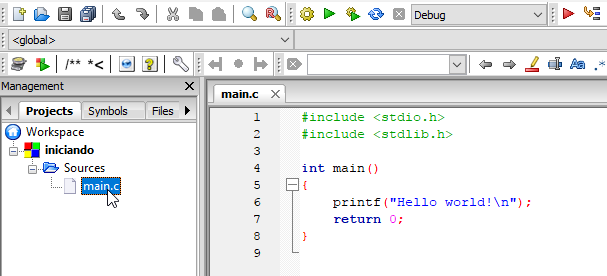 Debug
<global>
/** *<
.*
Management
Projects Symbols Files
Workspace
iniciando
Sources
main.c
main.c
1 #include <stdio.h>
2 #include <stdlib.h>
3
4 int main()
5 {
6 printf("Hello world!\n");
7 return 0;
8 }
9